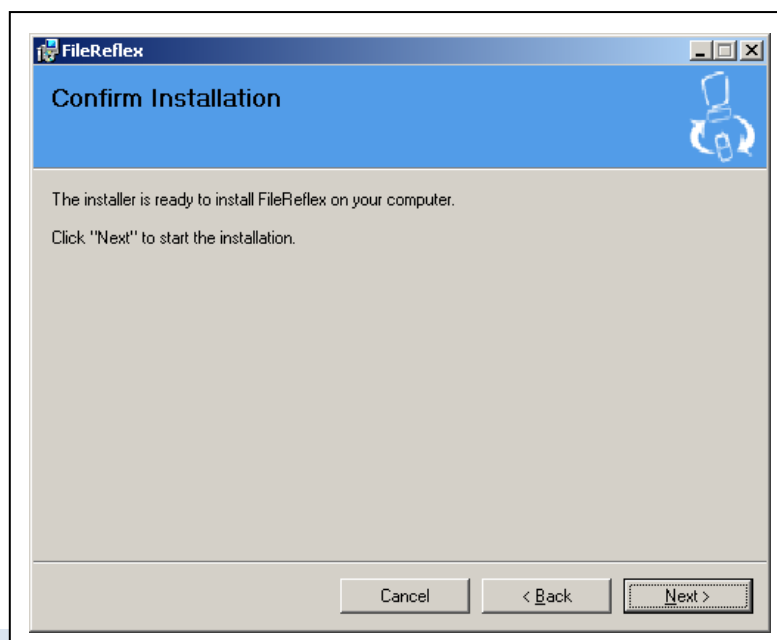 FileReflex
Confirm Installation
The installer is ready to install FileReflex on your computer.
Click "Next" to start the installation.
Cancel
< Back
Next >